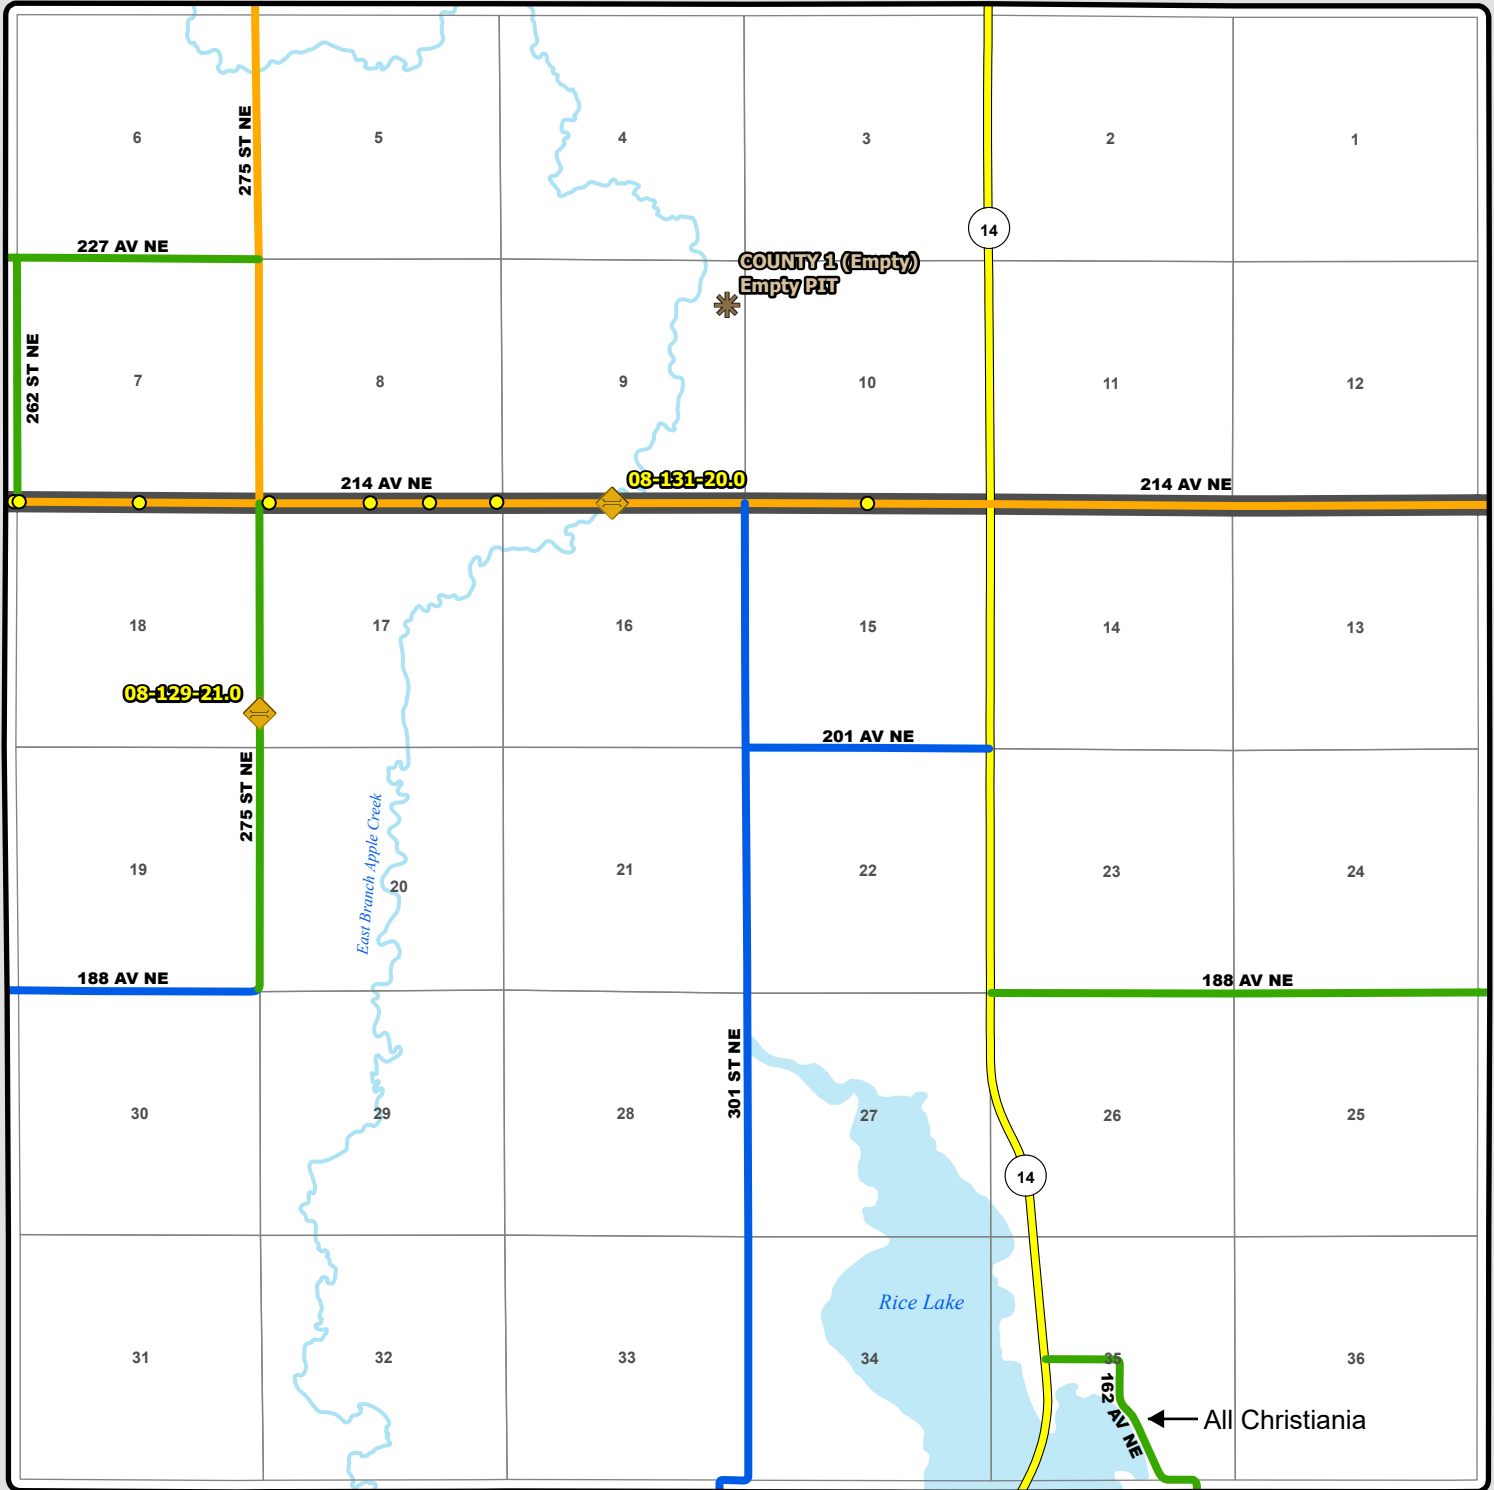 6
275 ST NE
5
4
3
2
1
14
227 AV NE
COUNTY 1 (Empty)
Empty PIT
262 ST NE
7
8
9
10
11
12
214 AV NE
08-131-20.0
214 AV NE
18
17
16
15
14
13
08-129-21.0
201 AV NE
275 ST NE
East Branch Apple Creek
19
20
21
22
23
24
188 AV NE
188 AV NE
301 ST NE
30
29
28
27
26
25
14
Rice Lake
31
32
33
34
35
36
162 AV NE
All Christiania